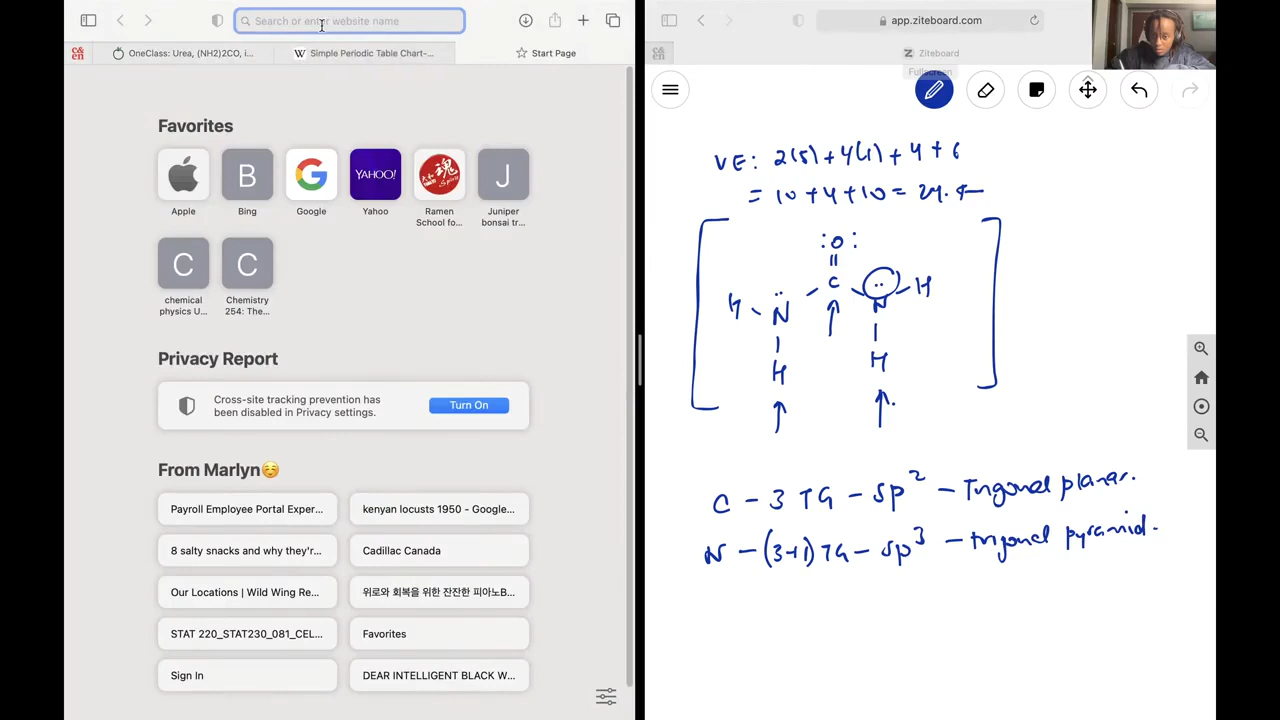 Search or enter website name
OneClass: Urea, (NH2)2CO, i...
W Simple Periodic Table Chart-...
Start Page
Favorites
Apple
B
Bing
G
Google
YAHOO!
Yahoo
Ramen
School fo...
J
Juniper
bonsai tr...
C
chemical
physics U...
C
Chemistry
254: The...
Privacy Report
Cross-site tracking prevention has
been disabled in Privacy settings.
Turn On
From Marlyn☺️
Payroll Employee Portal Exper...
kenyan locusts 1950 - Google...
8 salty snacks and why they'r...
Cadillac Canada
Our Locations | Wild Wing Re...
위로와 회복을 위한 잔잔한 피아노B...
STAT 220_STAT230_081_CEL...
Favorites
Sign In
DEAR INTELLIGENT BLACK W...
app.ziteboard.com
Z Ziteboard
Fullscreen
VE: 2(5)+4(1)+4+6
= 10+4+10= 24.e-
:O:
||
C
H N N H
H H
C - 3 TG - sp2 - Trigonal planar.
N - (3+1) TG - sp3 - trigonal pyramid.